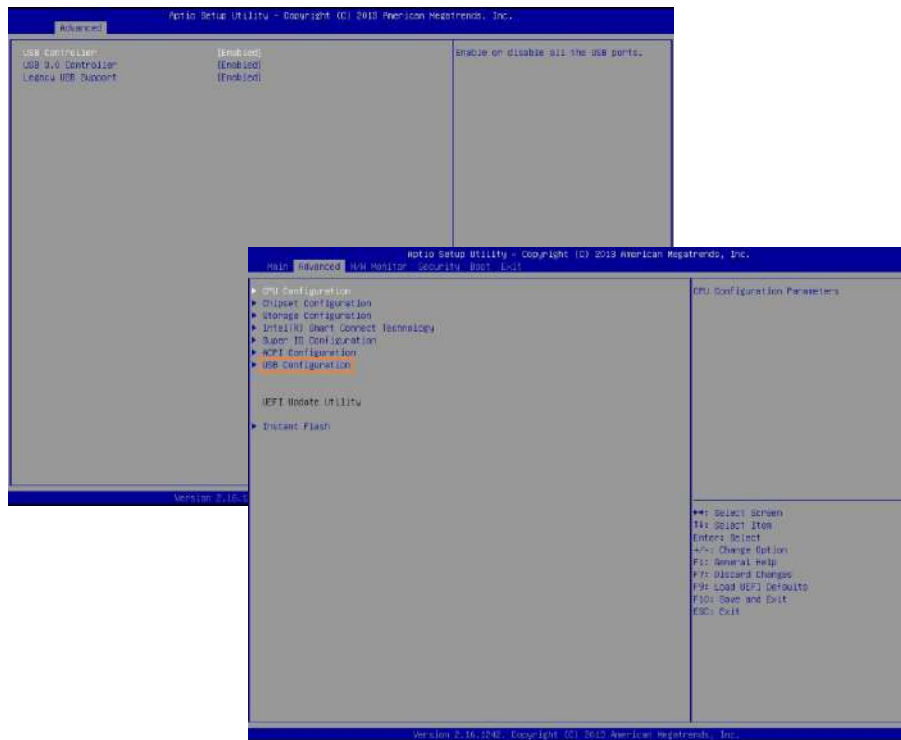 Aptio Setup Utility - Copyright (C) 2013 American Megatrends, Inc.
Advanced
USB Controller [Enabled]
USB 3.0 Controller [Enabled]
Legacy USB Support [Enabled]
Enable or disable all the USB ports.
Version 2.16.1
Aptio Setup Utility - Copyright (C) 2013 American Megatrends, Inc.
Main Advanced H/W Monitor Security Boot Exit
CPU Configuration
Chipset Configuration
Storage Configuration
Intel(R) Smart Connect Technology
Super IO Configuration
ACPI Configuration
USB Configuration
UEFI Update Utility
Instant Flash
CPU Configuration Parameters
→←: Select Screen
↑↓: Select Item
Enter: Select
+/-: Change Option
F1: General Help
F7: Discard Changes
F9: Load UEFI Defaults
F10: Save and Exit
ESC: Exit
Version 2.16.1242. Copyright (C) 2013 American Megatrends, Inc.